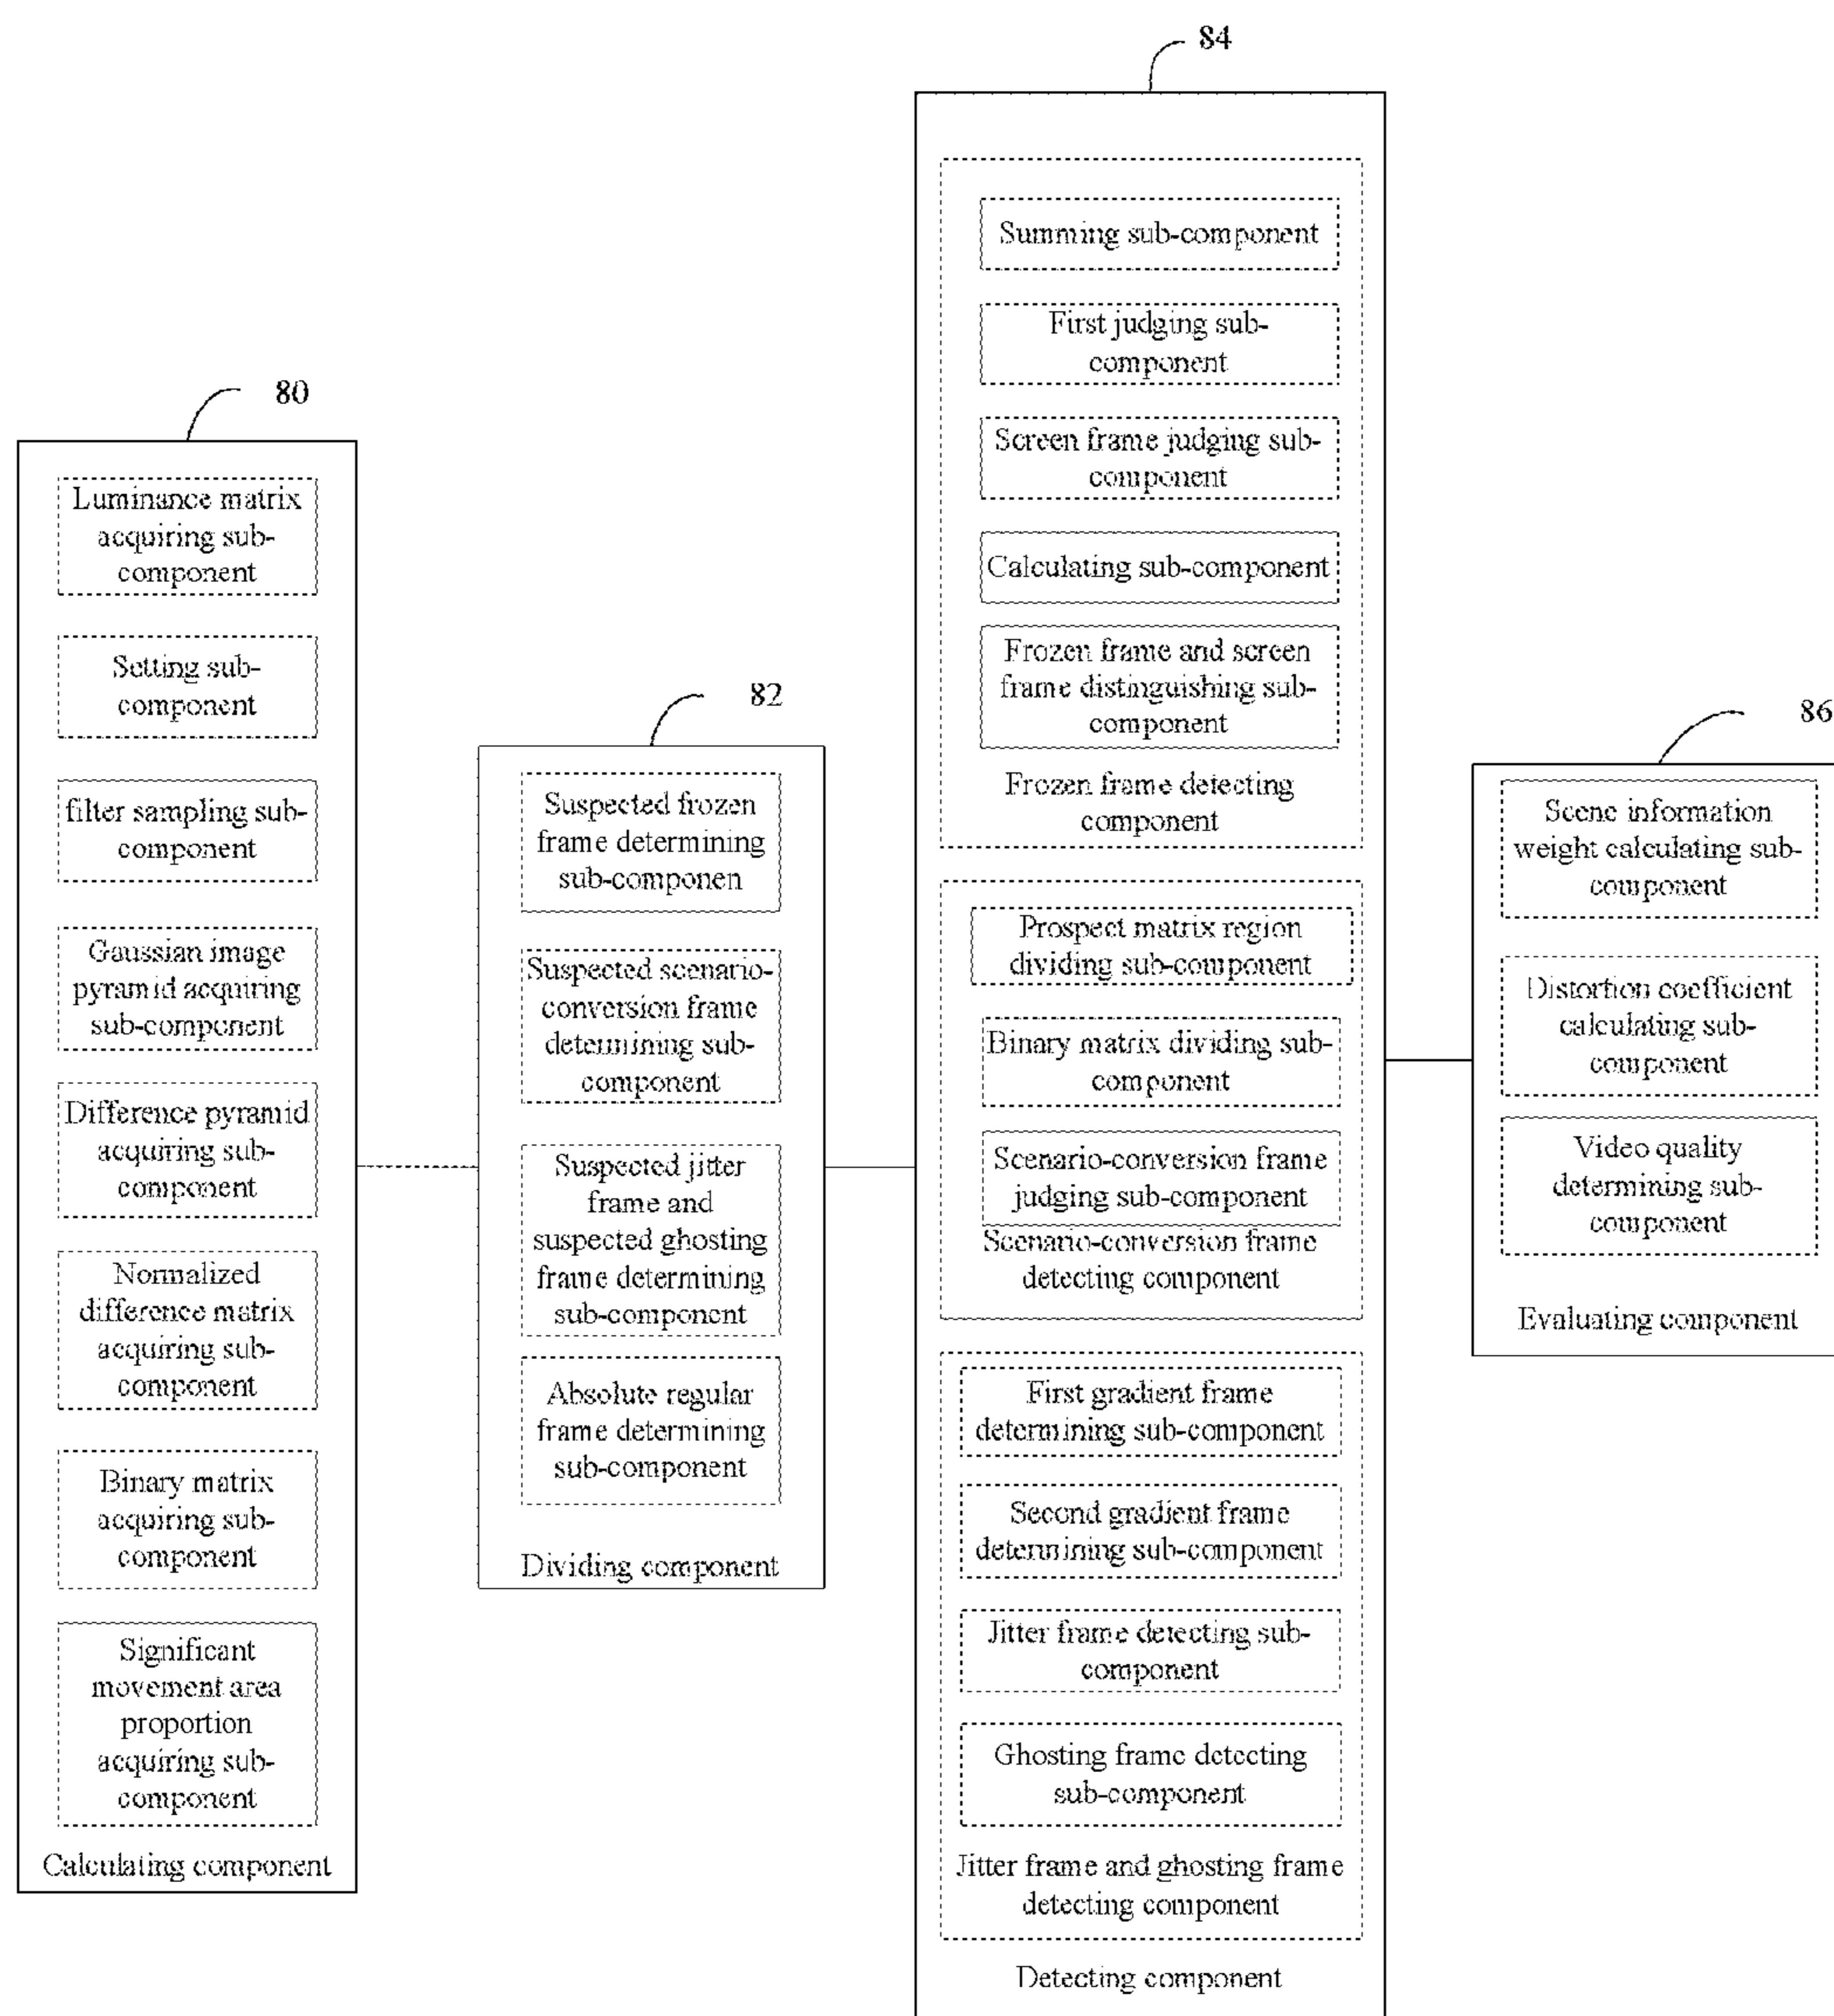 80
Luminance matrix
acquiring sub-
component
Setting sub-
component
filter sampling sub-
component
Gaussian image
pyramid acquiring
sub-component
Difference pyramid
acquiring sub-
component
Normalized
difference matrix
acquiring sub-
component
Binary matrix
acquiring sub-
component
Significant
movement area
proportion
acquiring sub-
component
Calculating component
82
Suspected frozen
frame determining
sub-componen
Suspected scenario-
conversion frame
determining sub-
component
Suspected jitter
frame and
suspected ghosting
frame determining
sub-component
Absolute regular
frame determining
sub-component
Dividing component
84
Summing sub-component
First judging sub-
component
Screen frame judging sub-
component
Calculating sub-component
Frozen frame and screen
frame distinguishing sub-
component
Frozen frame detecting
component
Prospect matrix region
dividing sub-component
Binary matrix dividing sub-
component
Scenario-conversion frame
judging sub-component
Scenario-conversion frame
detecting component
First gradient frame
determining sub-component
Second gradient frame
determining sub-component
Jitter frame detecting sub-
component
Ghosting frame detecting
sub-component
Jitter frame and ghosting frame
detecting component
Detecting component
86
Scene information
weight calculating sub-
component
Distortion coefficient
calculating sub-
component
Video quality
determining sub-
component
Evaluating component